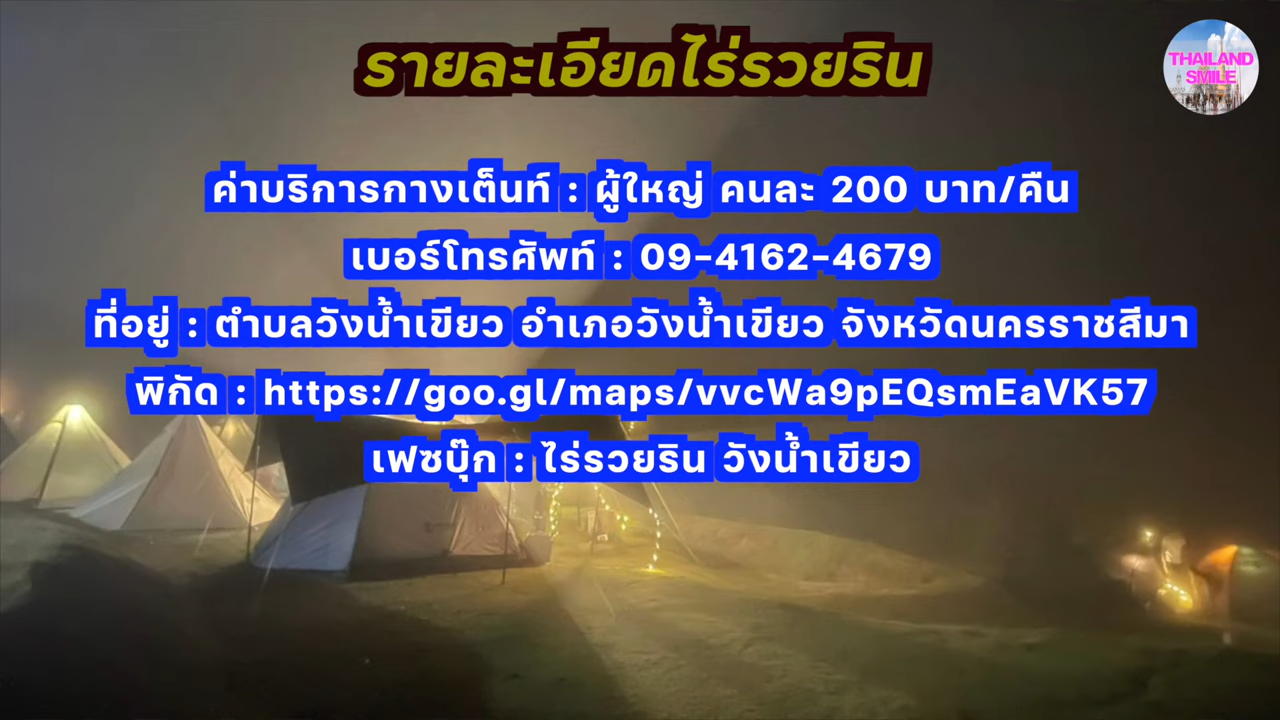 รายละเอียดไร่รวยริน
THAILAND
SMILE
ค่าบริการกางเต็นท์ : ผู้ใหญ่ คนละ 200 บาท/คืน
เบอร์โทรศัพท์ : 09-4162-4679
ที่อยู่ : ตำบลวังน้ำเขียว อำเภอวังน้ำเขียว จังหวัดนครราชสีมา
พิกัด : https://goo.gl/maps/vvcWa9pEQsmEaVK57
เฟซบุ๊ก : ไร่รวยริน วังน้ำเขียว